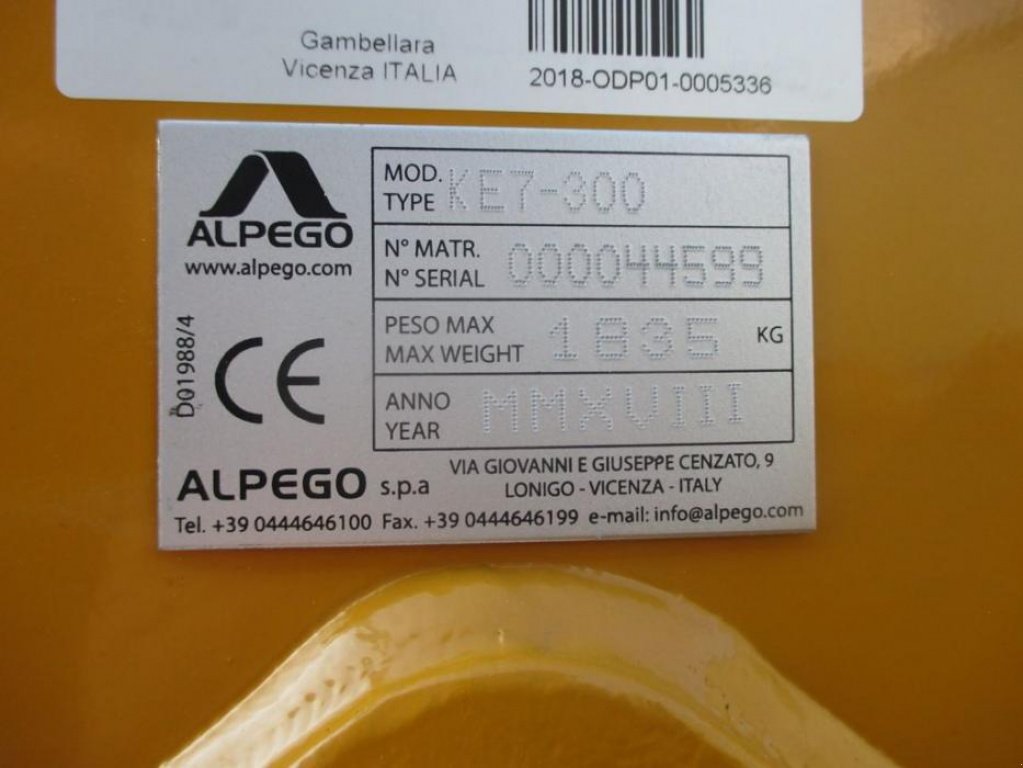 Gambellara
Vicenza ITALIA
2018-ODP01-0005336
ALPEGO
www.alpego.com
D01988/4
CE
MOD.
TYPE KE7-300
N° MATR.
N° SERIAL 000044599
PESO MAX
MAX WEIGHT 1835 KG
ANNO
YEAR MMXVIII
ALPEGO s.p.a
VIA GIOVANNI E GIUSEPPE CENZATO, 9
LONIGO - VICENZA - ITALY
Tel. +39 0444646100 Fax. +39 0444646199 e-mail: info@alpego.com